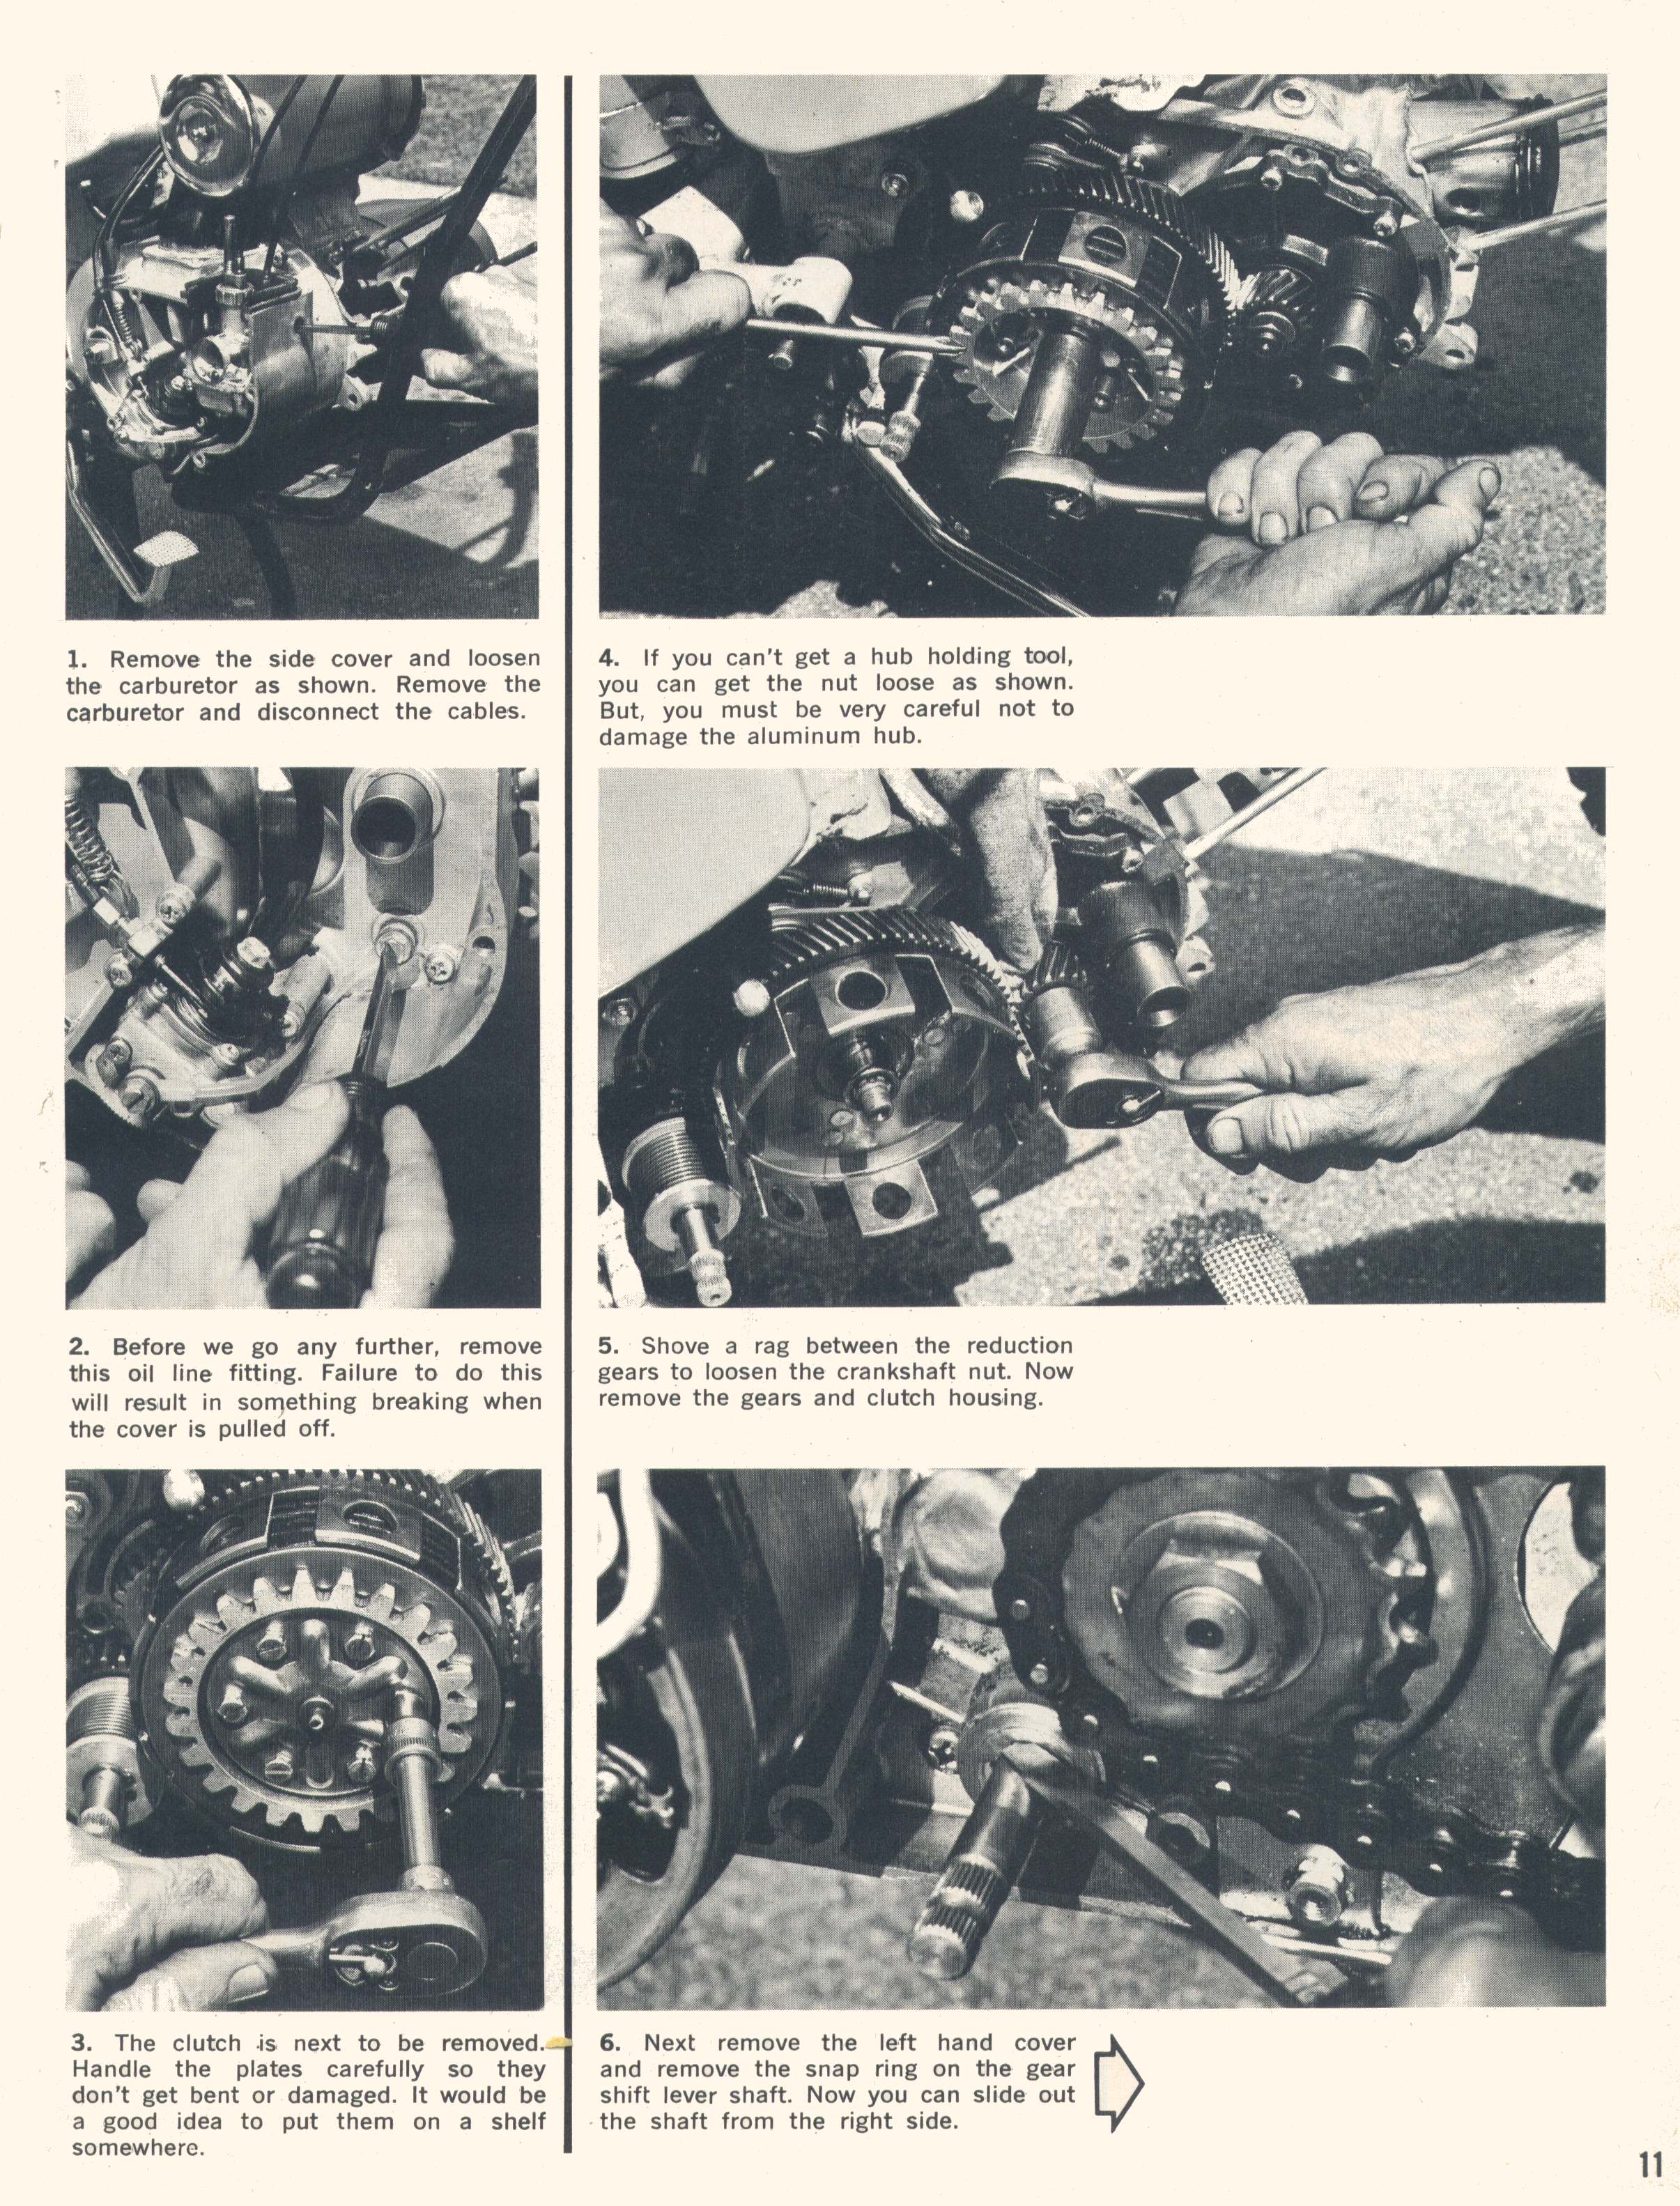 1. Remove the side cover and loosen
the carburetor as shown. Remove the
carburetor and disconnect the cables.
2. Before we go any further, remove
this oil line fitting. Failure to do this
will result in something breaking when
the cover is pulled off.
3. The clutch is next to be removed.
Handle the plates carefully so they
don't get bent or damaged. It would be
a good idea to put them on a shelf
somewhere.
4. If you can't get a hub holding tool,
you can get the nut loose as shown.
But, you must be very careful not to
damage the aluminum hub.
5. Shove a rag between the reduction
gears to loosen the crankshaft nut. Now
remove the gears and clutch housing.
6. Next remove the left hand cover
and remove the snap ring on the gear
shift lever shaft. Now you can slide out
the shaft from the right side.
11